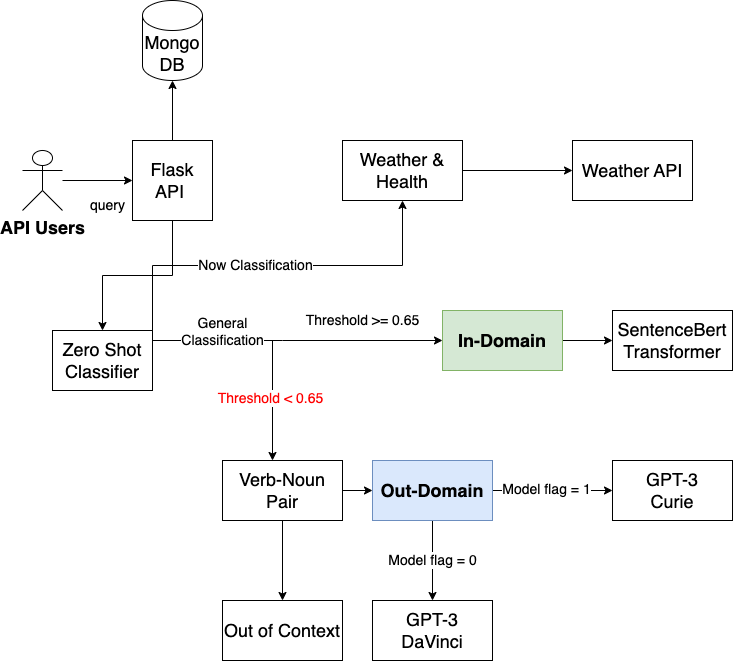 Mongo
DB
Flask
API
query
API Users
Weather &
Health
Weather API
Now Classification
Zero Shot
Classifier
General
Classification
Threshold >= 0.65
In-Domain
SentenceBert
Transformer
Threshold < 0.65
Verb-Noun
Pair
Out-Domain
Model flag = 1
GPT-3
Curie
Model flag = 0
Out of Context
GPT-3
DaVinci